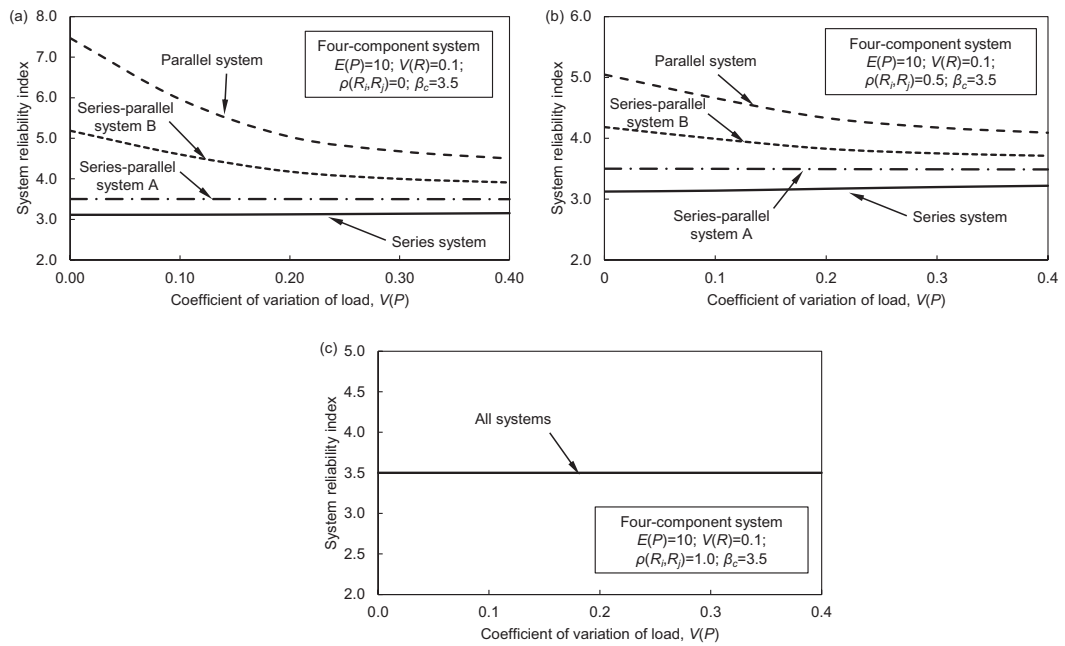 (a)
8.0
7.0
6.0
5.0
4.0
3.0
2.0
System reliability index
Four-component system
E(P)=10; V(R)=0.1;
ρ(Ri,Rj)=0; βc=3.5
Parallel system
Series-parallel
system B
Series-parallel
system A
Series system
0.00
0.10
0.20
0.30
0.40
Coefficient of variation of load, V(P)
(b)
6.0
5.0
4.0
3.0
2.0
System reliability index
Four-component system
E(P)=10; V(R)=0.1;
ρ(Ri,Rj)=0.5; βc=3.5
Parallel system
Series-parallel
system B
Series-parallel
system A
Series system
0
0.1
0.2
0.3
0.4
Coefficient of variation of load, V(P)
(c)
5.0
4.5
4.0
3.5
3.0
2.5
2.0
System reliability index
All systems
Four-component system
E(P)=10; V(R)=0.1;
ρ(Ri,Rj)=1.0; βc=3.5
0.0
0.1
0.2
0.3
0.4
Coefficient of variation of load, V(P)